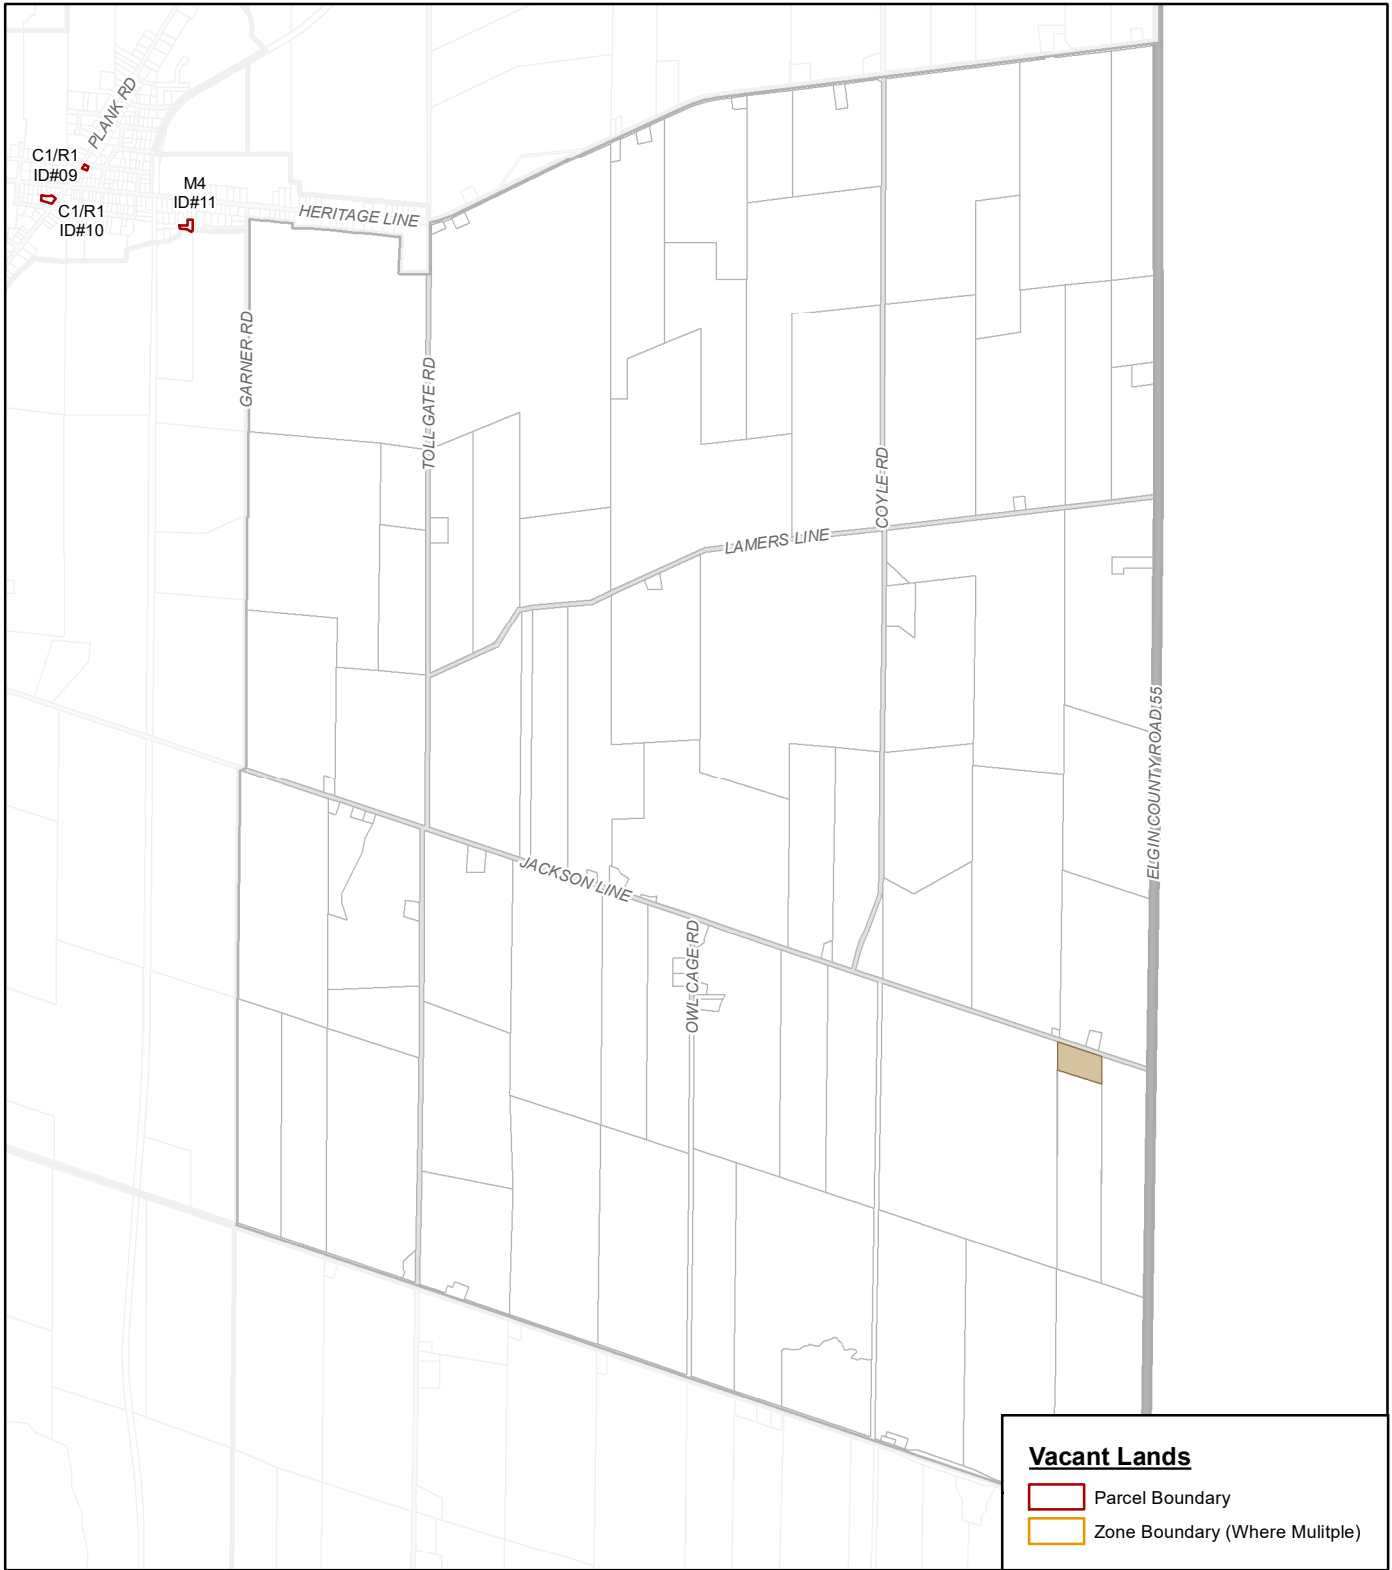 PLANK RD
C1/R1
ID#09
C1/R1
ID#10
M4
ID#11
HERITAGE LINE
GARNER RD
TOLL GATE RD
COYLE RD
LAMERS LINE
ELGIN COUNTY ROAD 55
JACKSON LINE
OWL CAGE RD
Vacant Lands
Parcel Boundary
Zone Boundary (Where Mulitple)